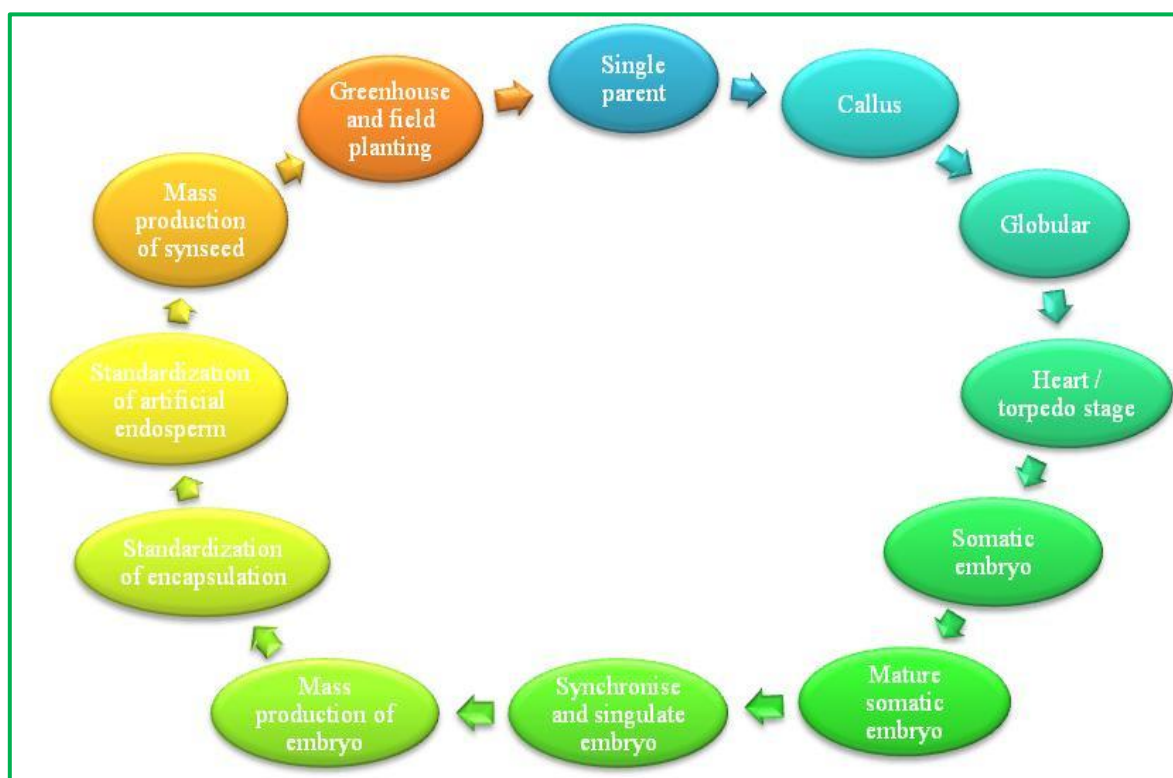 Single
parent
Callus
Globular
Heart /
torpedo stage
Somatic
embryo
Mature
somatic
embryo
Synchronise
and singulate
embryo
Mass
production of
embryo
Standardization
of encapsulation
Standardization
of artificial
endosperm
Mass
production
of synseed
Greenhouse
and field
planting